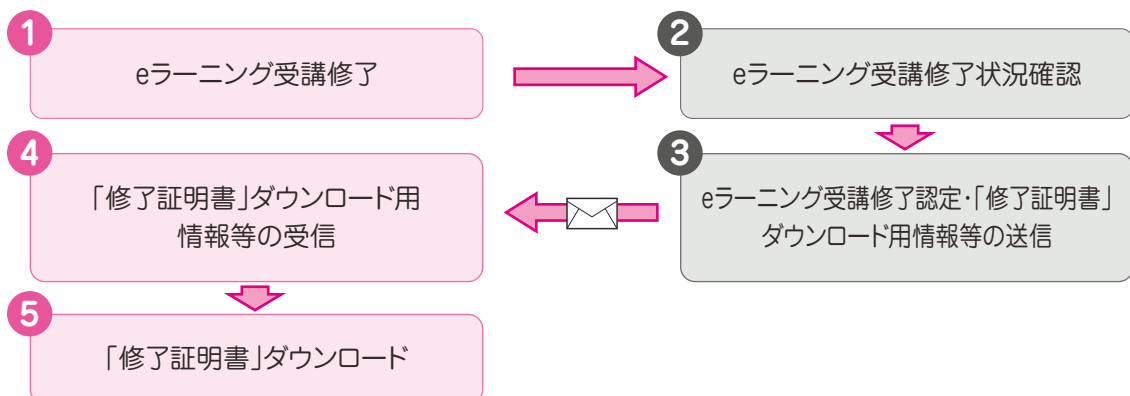 1
eラーニング受講修了
2
eラーニング受講修了状況確認
3
eラーニング受講修了認定・「修了証明書」
ダウンロード用情報等の送信
4
「修了証明書」ダウンロード用
情報等の受信
5
「修了証明書」ダウンロード